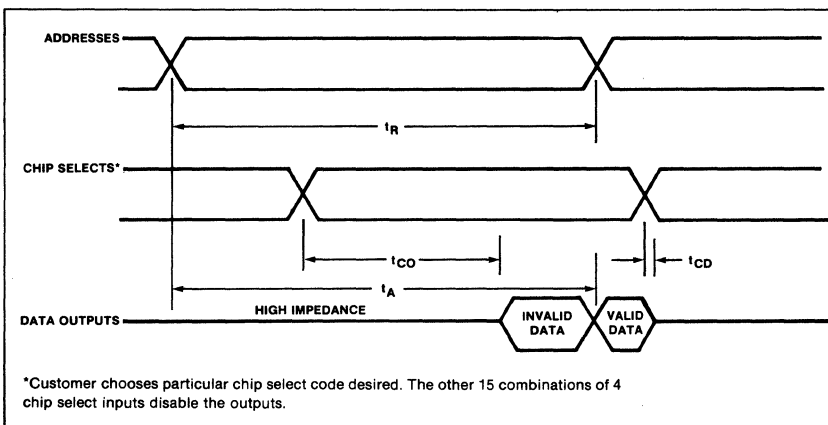 ADDRESSES
tR
CHIP SELECTS*
tCO
tCD
tA
HIGH IMPEDANCE
DATA OUTPUTS
INVALID
DATA
VALID
DATA
*Customer chooses particular chip select code desired. The other 15 combinations of 4
chip select inputs disable the outputs.